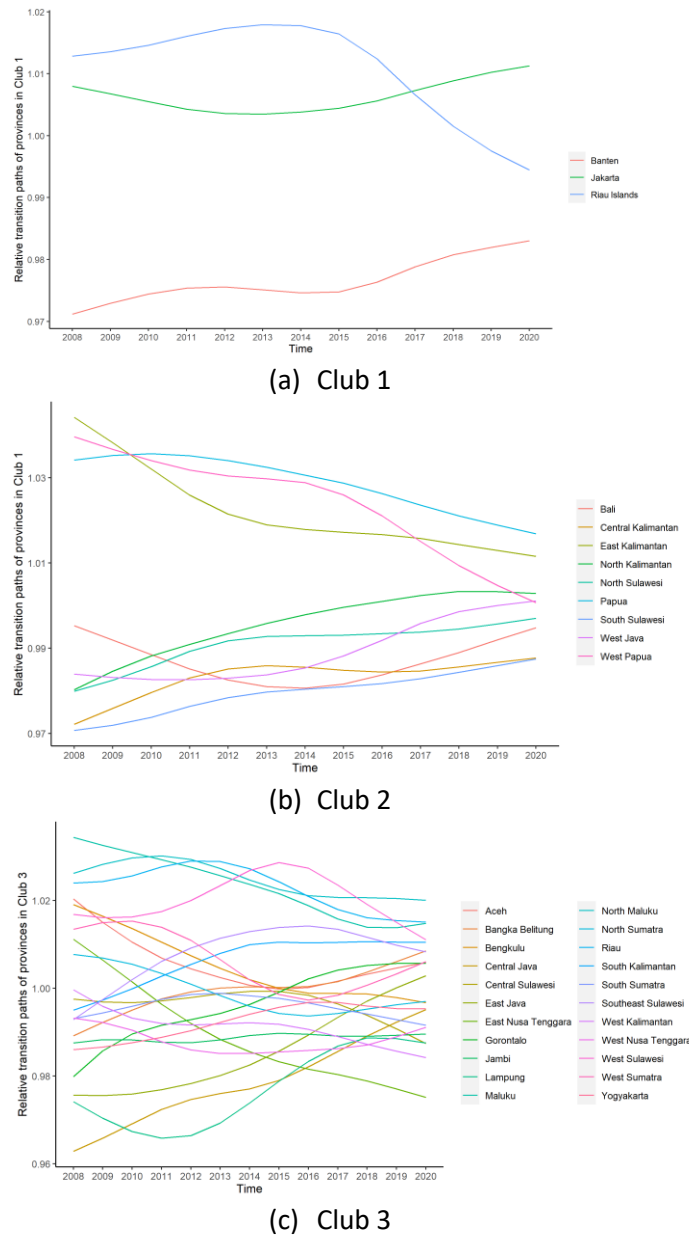 Relative transition paths of provinces in Club 1
1.02
1.01
1.00
0.99
0.98
0.97
2008 2009 2010 2011 2012 2013 2014 2015 2016 2017 2018 2019 2020
Time
Banten
Jakarta
Riau Islands
(a) Club 1
Relative transition paths of provinces in Club 1
1.03
1.01
0.99
0.97
2008 2009 2010 2011 2012 2013 2014 2015 2016 2017 2018 2019 2020
Time
Bali
Central Kalimantan
East Kalimantan
North Kalimantan
North Sulawesi
Papua
South Sulawesi
West Java
West Papua
(b) Club 2
Relative transition paths of provinces in Club 3
1.02
1.00
0.98
0.96
2008 2009 2010 2011 2012 2013 2014 2015 2016 2017 2018 2019 2020
Time
Aceh
Bangka Belitung
Bengkulu
Central Java
Central Sulawesi
East Java
East Nusa Tenggara
Gorontalo
Jambi
Lampung
Maluku
North Maluku
North Sumatra
Riau
South Kalimantan
South Sumatra
Southeast Sulawesi
West Kalimantan
West Nusa Tenggara
West Sulawesi
West Sumatra
Yogyakarta
(c) Club 3